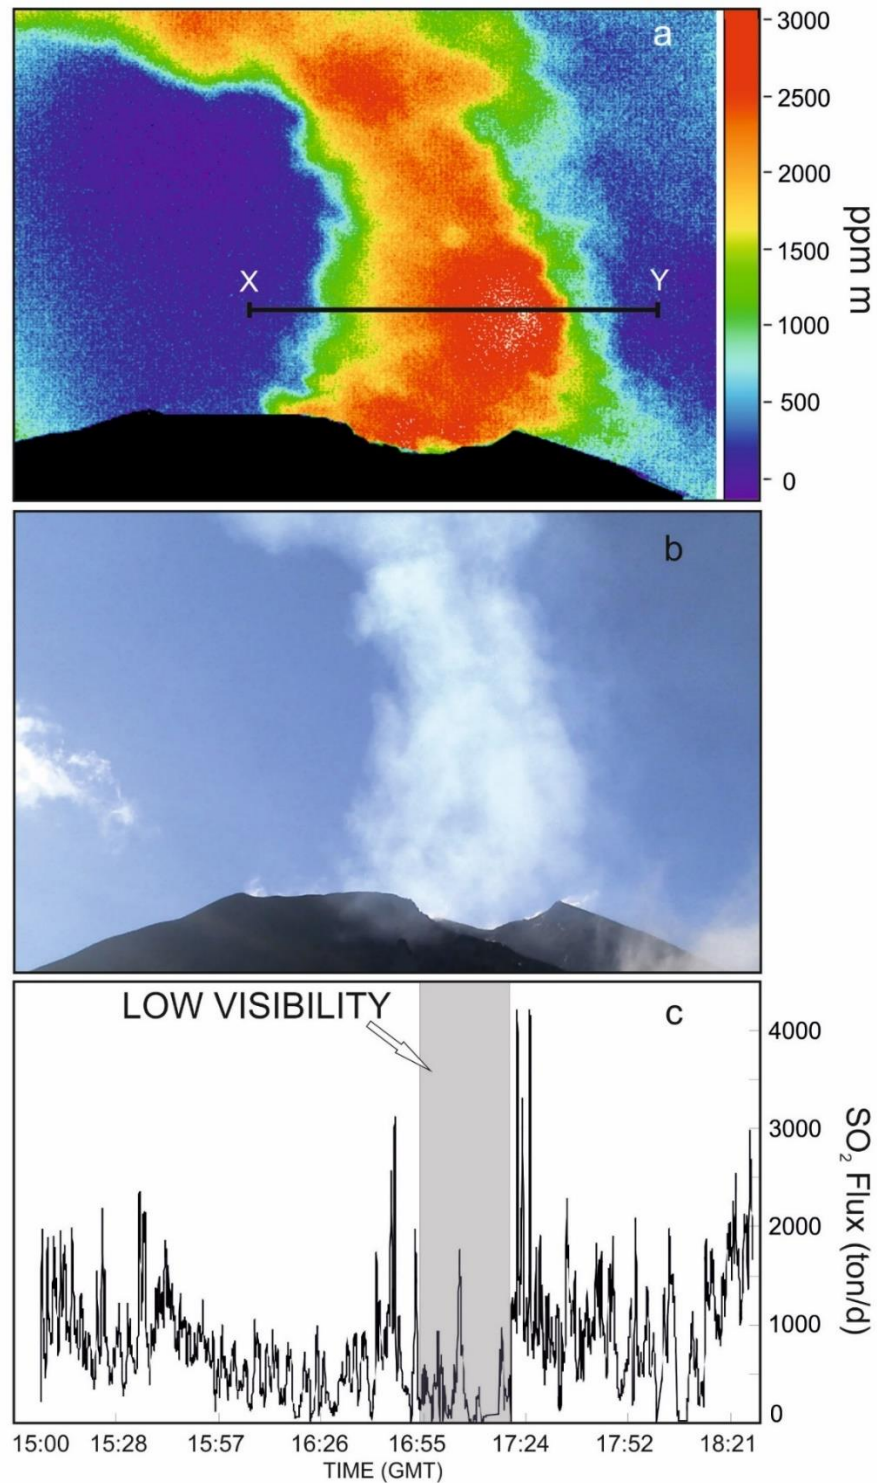 a
3000
2500
2000
1500
1000
500
0
ppm m
X
Y
b
LOW VISIBILITY
c
4000
3000
2000
1000
0
SO₂ Flux (ton/d)
15:00 15:28 15:57 16:26 16:55 17:24 17:52 18:21
TIME (GMT)